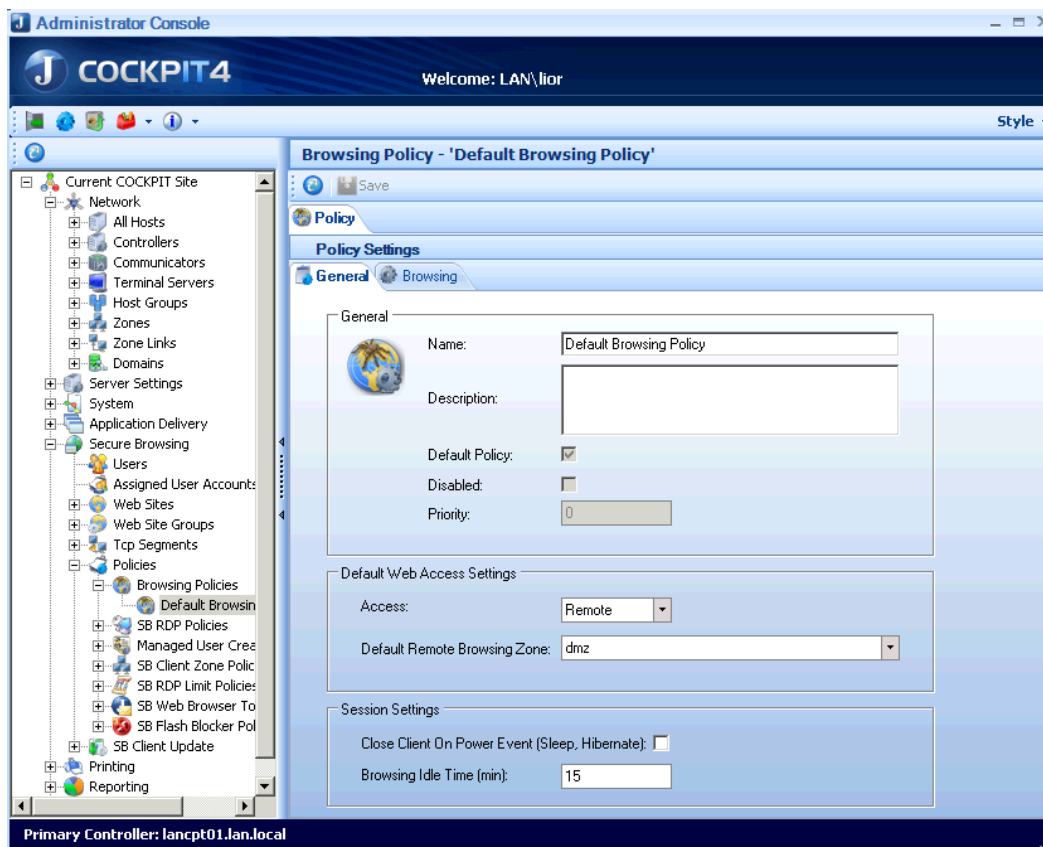 Administrator Console
COCKPIT4
Welcome: LAN\lior
Style
Current COCKPIT Site
Network
All Hosts
Controllers
Communicators
Terminal Servers
Host Groups
Zones
Zone Links
Domains
Server Settings
System
Application Delivery
Secure Browsing
Users
Assigned User Accounts
Web Sites
Web Site Groups
Tcp Segments
Policies
Browsing Policies
Default Browsin
SB RDP Policies
Managed User Crea
SB Client Zone Polic
SB RDP Limit Policies
SB Web Browser To
SB Flash Blocker Pol
SB Client Update
Printing
Reporting
Browsing Policy - 'Default Browsing Policy'
Save
Policy
Policy Settings
General Browsing
General
Name: Default Browsing Policy
Description:
Default Policy:
Disabled:
Priority: 0
Default Web Access Settings
Access: Remote
Default Remote Browsing Zone: dmz
Session Settings
Close Client On Power Event (Sleep, Hibernate):
Browsing Idle Time (min): 15
Primary Controller: lancpt01.lan.local